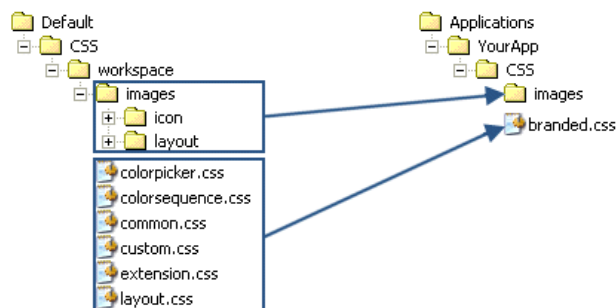 Default
CSS
workspace
images
icon
layout
colorpicker.css
colorsequence.css
common.css
custom.css
extension.css
layout.css
Applications
YourApp
CSS
images
branded.css